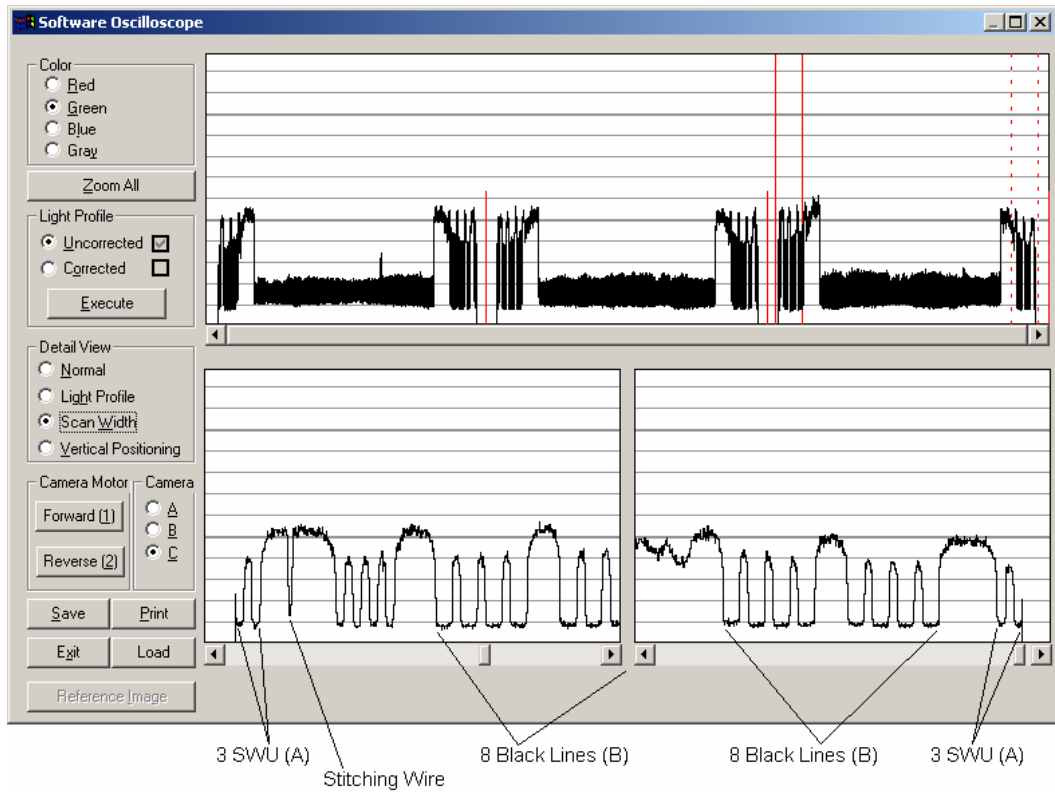 Software Oscilloscope
Color
Red
Green
Blue
Gray
Zoom All
Light Profile
Uncorrected
Corrected
Execute
Detail View
Normal
Light Profile
Scan Width
Vertical Positioning
Camera Motor
Camera
Forward (1)
Reverse (2)
A
B
C
Save
Print
Exit
Load
Reference Image
3 SWU (A)
Stitching Wire
8 Black Lines (B)
8 Black Lines (B)
3 SWU (A)